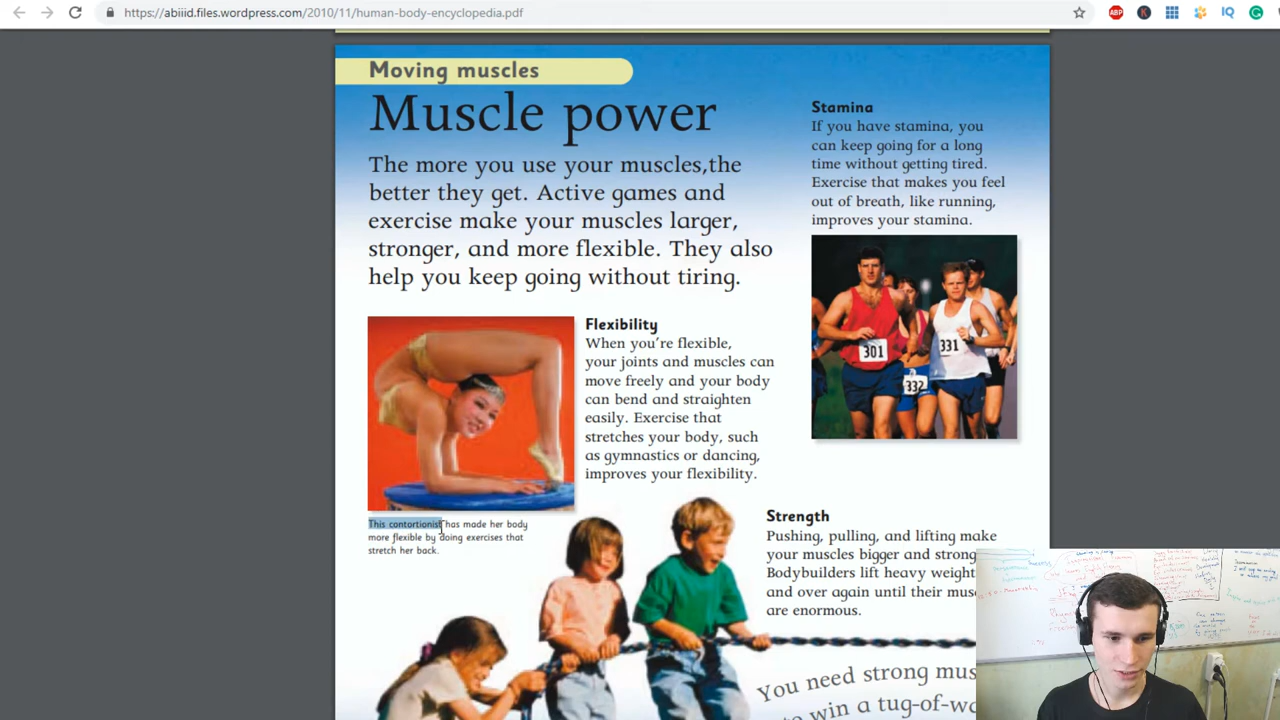 https://abiiid.files.wordpress.com/2010/11/human-body-encyclopedia.pdf
ABP
K
IQ
G
Moving muscles
Muscle power
The more you use your muscles,the
better they get. Active games and
exercise make your muscles larger,
stronger, and more flexible. They also
help you keep going without tiring.
Stamina
If you have stamina, you
can keep going for a long
time without getting tired.
Exercise that makes you feel
out of breath, like running,
improves your stamina.
301
332
331
Flexibility
When you're flexible,
your joints and muscles can
move freely and your body
can bend and straighten
easily. Exercise that
stretches your body, such
as gymnastics or dancing,
improves your flexibility.
This contortionist has made her body
more flexible by doing exercises that
stretch her back.
Strength
Pushing, pulling, and lifting make
your muscles bigger and strong
Bodybuilders lift heavy weight
and over again until their mus
are enormous.
You need strong mus
to win a tug-of-w